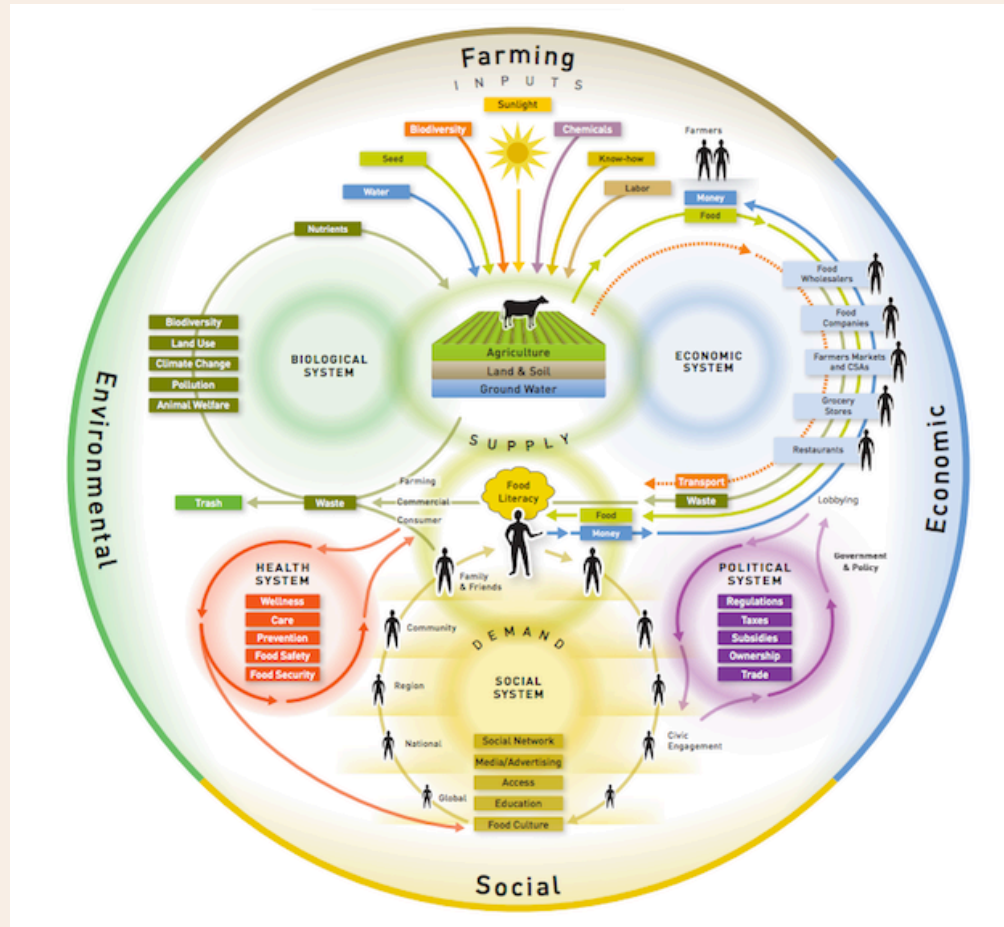 Farming
INPUTS
Sunlight
Biodiversity
Chemicals
Farmers
Seed
Know-how
Water
Labor
Money
Food
Nutrients
Food
Wholesalers
Biodiversity
Land Use
Climate Change
Pollution
Animal Welfare
BIOLOGICAL
SYSTEM
Agriculture
Land & Soil
Ground Water
ECONOMIC
SYSTEM
Food
Companies
Farmers Markets
and CSAs
Grocery
Stores
Restaurants
Environmental
Economic
SUPPLY
Farming
Commercial
Consumer
Trash
Waste
Food
Literacy
Transport
Waste
Food
Money
Lobbying
Government
& Policy
HEALTH
SYSTEM
Wellness
Care
Prevention
Food Safety
Food Security
Family
& Friends
Community
Region
National
Global
POLITICAL
SYSTEM
Regulations
Taxes
Subsidies
Ownership
Trade
Civic
Engagement
DEMAND
SOCIAL
SYSTEM
Social Network
Media/Advertising
Access
Education
Food Culture
Social